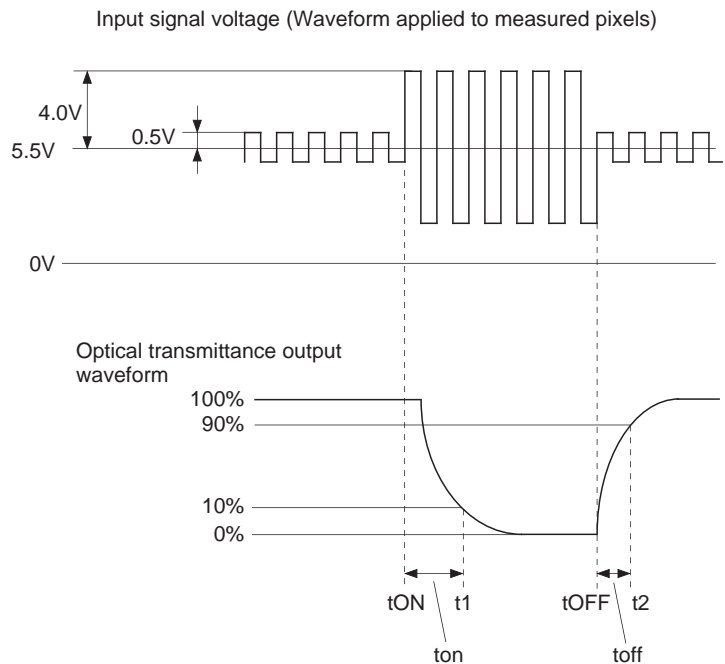 Input signal voltage (Waveform applied to measured pixels)
4.0V
0.5V
5.5V
0V
Optical transmittance output
waveform
100%
90%
10%
0%
tON t1 tOFF t2
ton toff